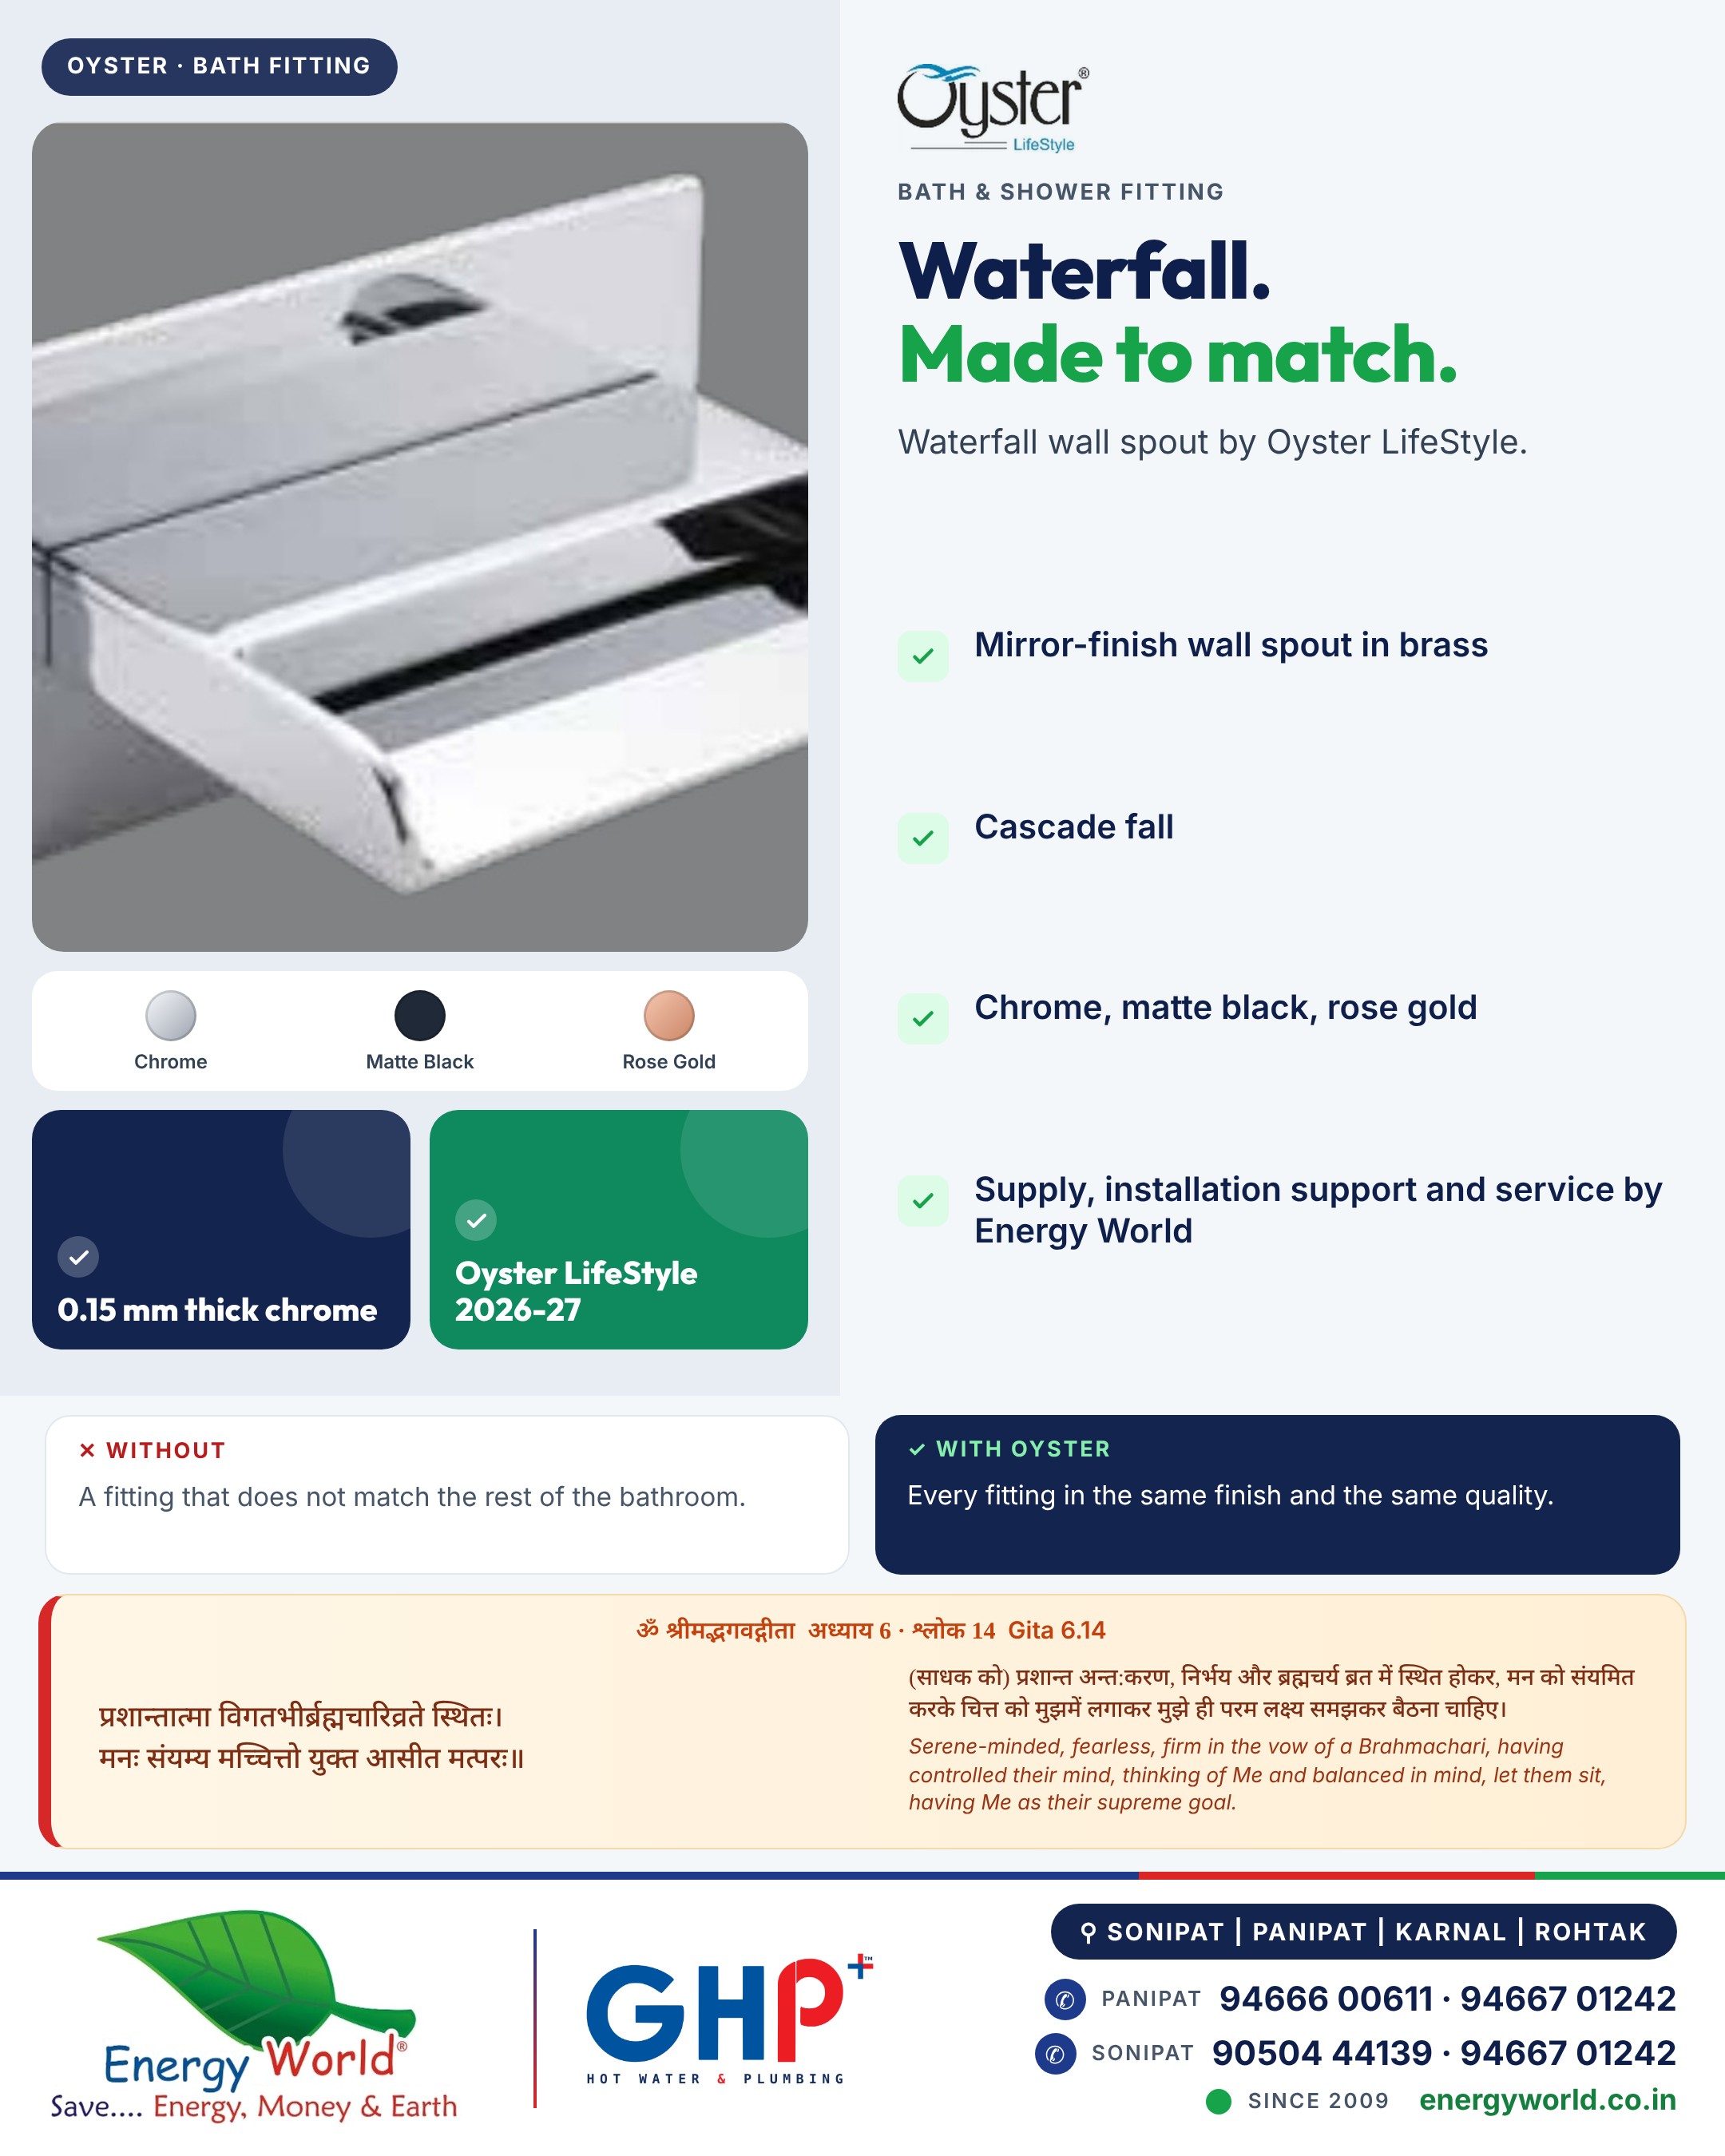 OYSTER · BATH FITTING
Oyster®
LifeStyle
BATH & SHOWER FITTING
Waterfall.
Made to match.
Waterfall wall spout by Oyster LifeStyle.
Mirror-finish wall spout in brass
Cascade fall
Chrome, matte black, rose gold
Supply, installation support and service by
Energy World
Chrome
Matte Black
Rose Gold
0.15 mm thick chrome
Oyster LifeStyle
2026-27
✕ WITHOUT
A fitting that does not match the rest of the bathroom.
✓ WITH OYSTER
Every fitting in the same finish and the same quality.
ॐ श्रीमद्भगवद्गीता अध्याय 6 · श्लोक 14 Gita 6.14
प्रशान्तात्मा विगतभीर्ब्रह्मचारिव्रते स्थितः।
मनः संयम्य मच्चित्तो युक्त आसीत मत्परः॥
(साधक को) प्रशान्त अन्त:करण, निर्भय और ब्रह्मचर्य ब्रत में स्थित होकर, मन को संयमित
करके चित्त को मुझमें लगाकर मुझे ही परम लक्ष्य समझकर बैठना चाहिए।
Serene-minded, fearless, firm in the vow of a Brahmachari, having
controlled their mind, thinking of Me and balanced in mind, let them sit,
having Me as their supreme goal.
Energy World®
Save.... Energy, Money & Earth
GHP+™
HOT WATER & PLUMBING
SONIPAT | PANIPAT | KARNAL | ROHTAK
PANIPAT 94666 00611 · 94667 01242
SONIPAT 90504 44139 · 94667 01242
SINCE 2009 energyworld.co.in